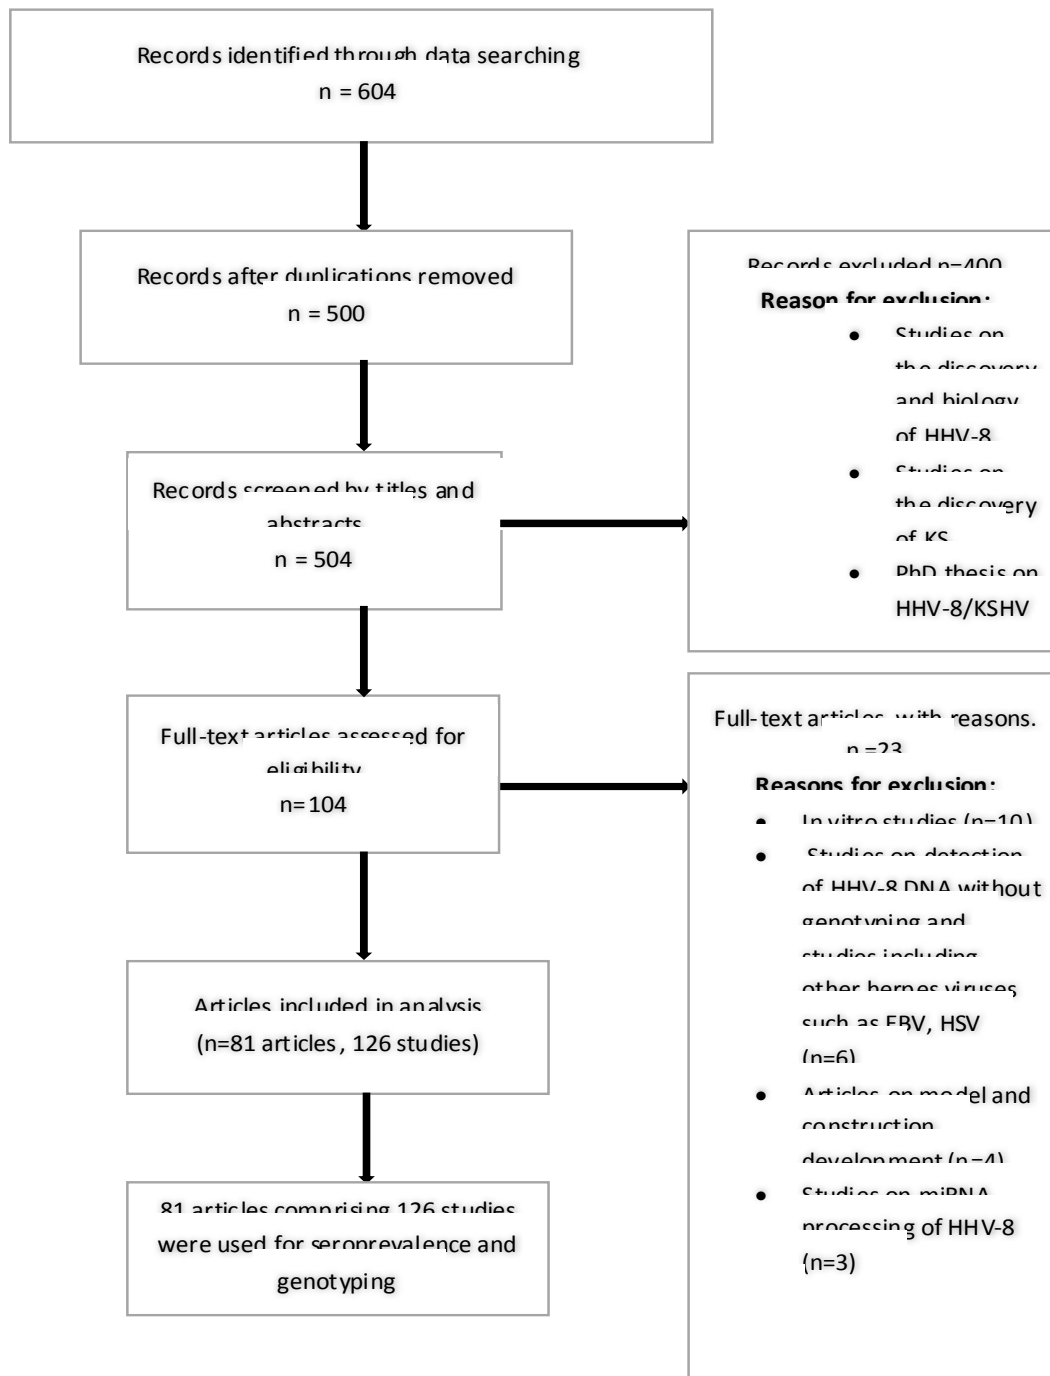 Records identified through data searching
n = 604
Records after duplications removed
n = 500
Records screened by titles and
abstracts
n = 504
Full-text articles assessed for
eligibility
n=104
Articles included in analysis
(n=81 articles, 126 studies)
81 articles comprising 126 studies
were used for seroprevalence and
genotyping
Records excluded n=400
Reason for exclusion:
• Studies on
the discovery
and biology
of HHV-8
• Studies on
the discovery
of KS
• PhD thesis on
HHV-8/KSHV
Full-text articles, with reasons.
n =23
Reasons for exclusion:
• In vitro studies (n=10)
• Studies on detection
of HHV-8 DNA without
genotyping and
studies including
other herpes viruses
such as EBV, HSV
(n=6)
• Articles on model and
construction
development (n=4)
• Studies on miRNA
processing of HHV-8
(n=3)